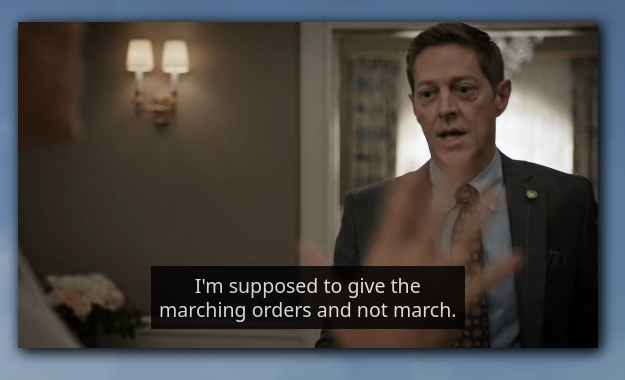 I'm supposed to give the
marching orders and not march.